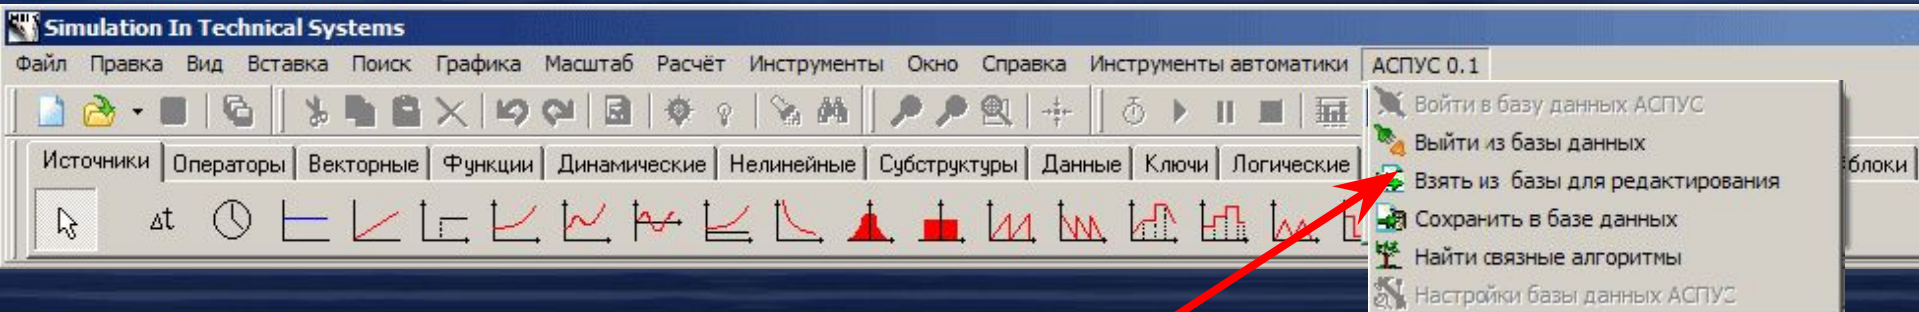 Simulation In Technical Systems
Файл Правка Вид Вставка Поиск Графика Масштаб Расчёт Инструменты Окно Справка Инструменты автоматики АСПУС 0.1
Войти в базу данных АСПУС
Выйти из базы данных
Источники Операторы Векторные Функции Динамические Нелинейные Субструктуры Данные Ключи Логические блоки
Взять из базы для редактирования
Δt
Сохранить в базе данных
Найти связные алгоритмы
Настройки базы данных АСПУС